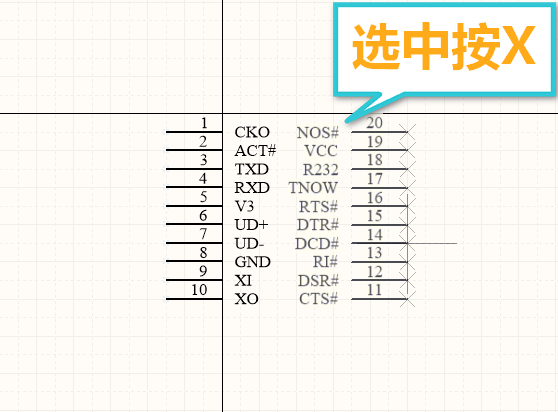 选中按X
1 20
CKO NOS#
2 19
ACT# VCC
3 18
TXD R232
4 17
RXD TNOW
5 16
V3 RTS#
6 15
UD+ DTR#
7 14
UD- DCD#
8 13
GND RI#
9 12
XI DSR#
10 11
XO CTS#